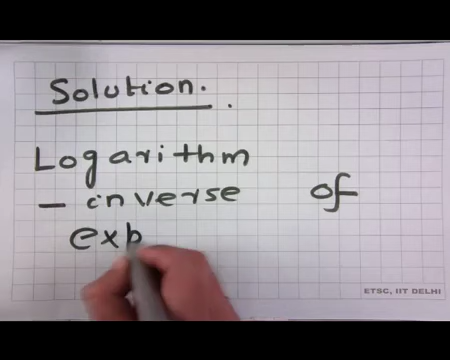 Solution.
Logarithm
- inverse of
exp
ETSC, IIT DELHI